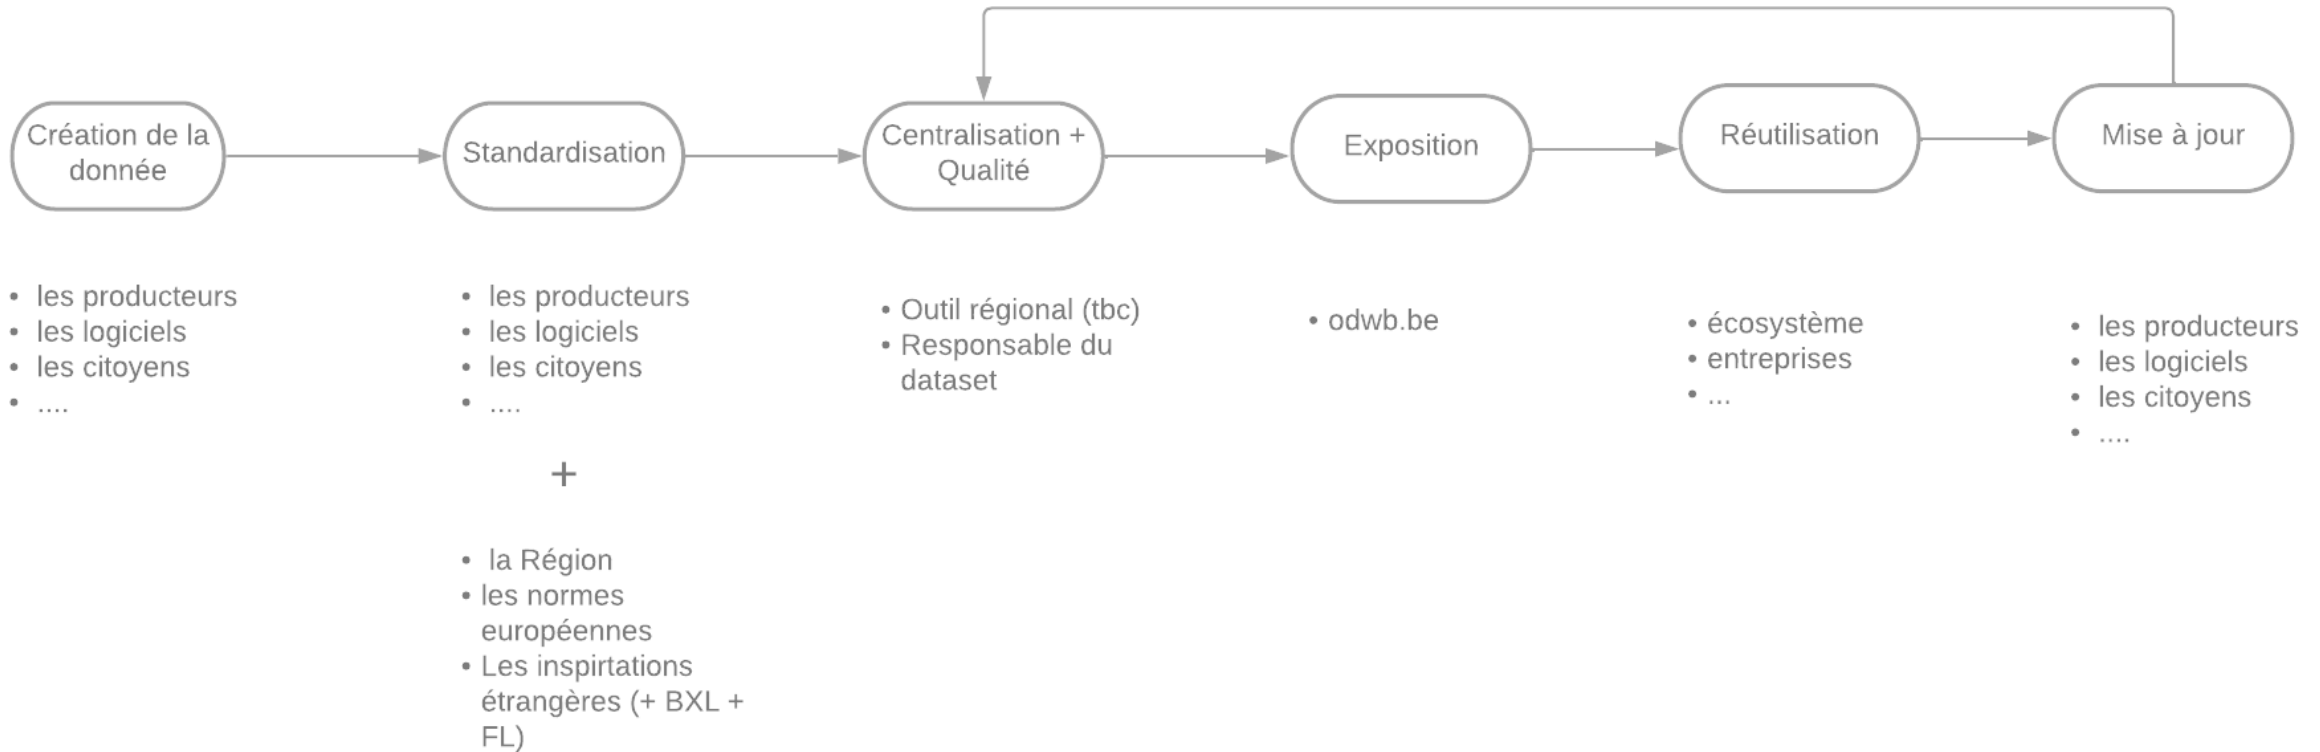 Création de la
donnée
Standardisation
Centralisation +
Qualité
Exposition
Réutilisation
Mise à jour
• les producteurs
• les logiciels
• les citoyens
• ....
• les producteurs
• les logiciels
• les citoyens
• ....
+
• la Région
• les normes
européennes
• Les inspirtations
étrangères (+ BXL +
FL)
• Outil régional (tbc)
• Responsable du
dataset
• odwb.be
• écosystème
• entreprises
• ...
• les producteurs
• les logiciels
• les citoyens
• ....